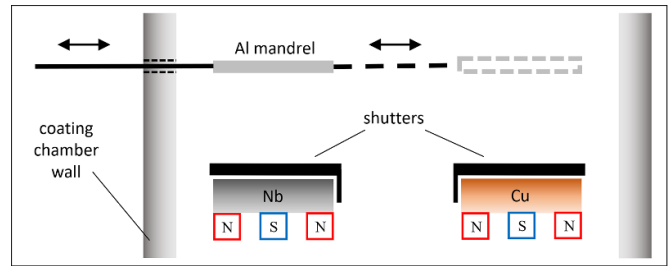 Al mandrel
shutters
coating
chamber
wall
Nb
Cu
N S N
N S N